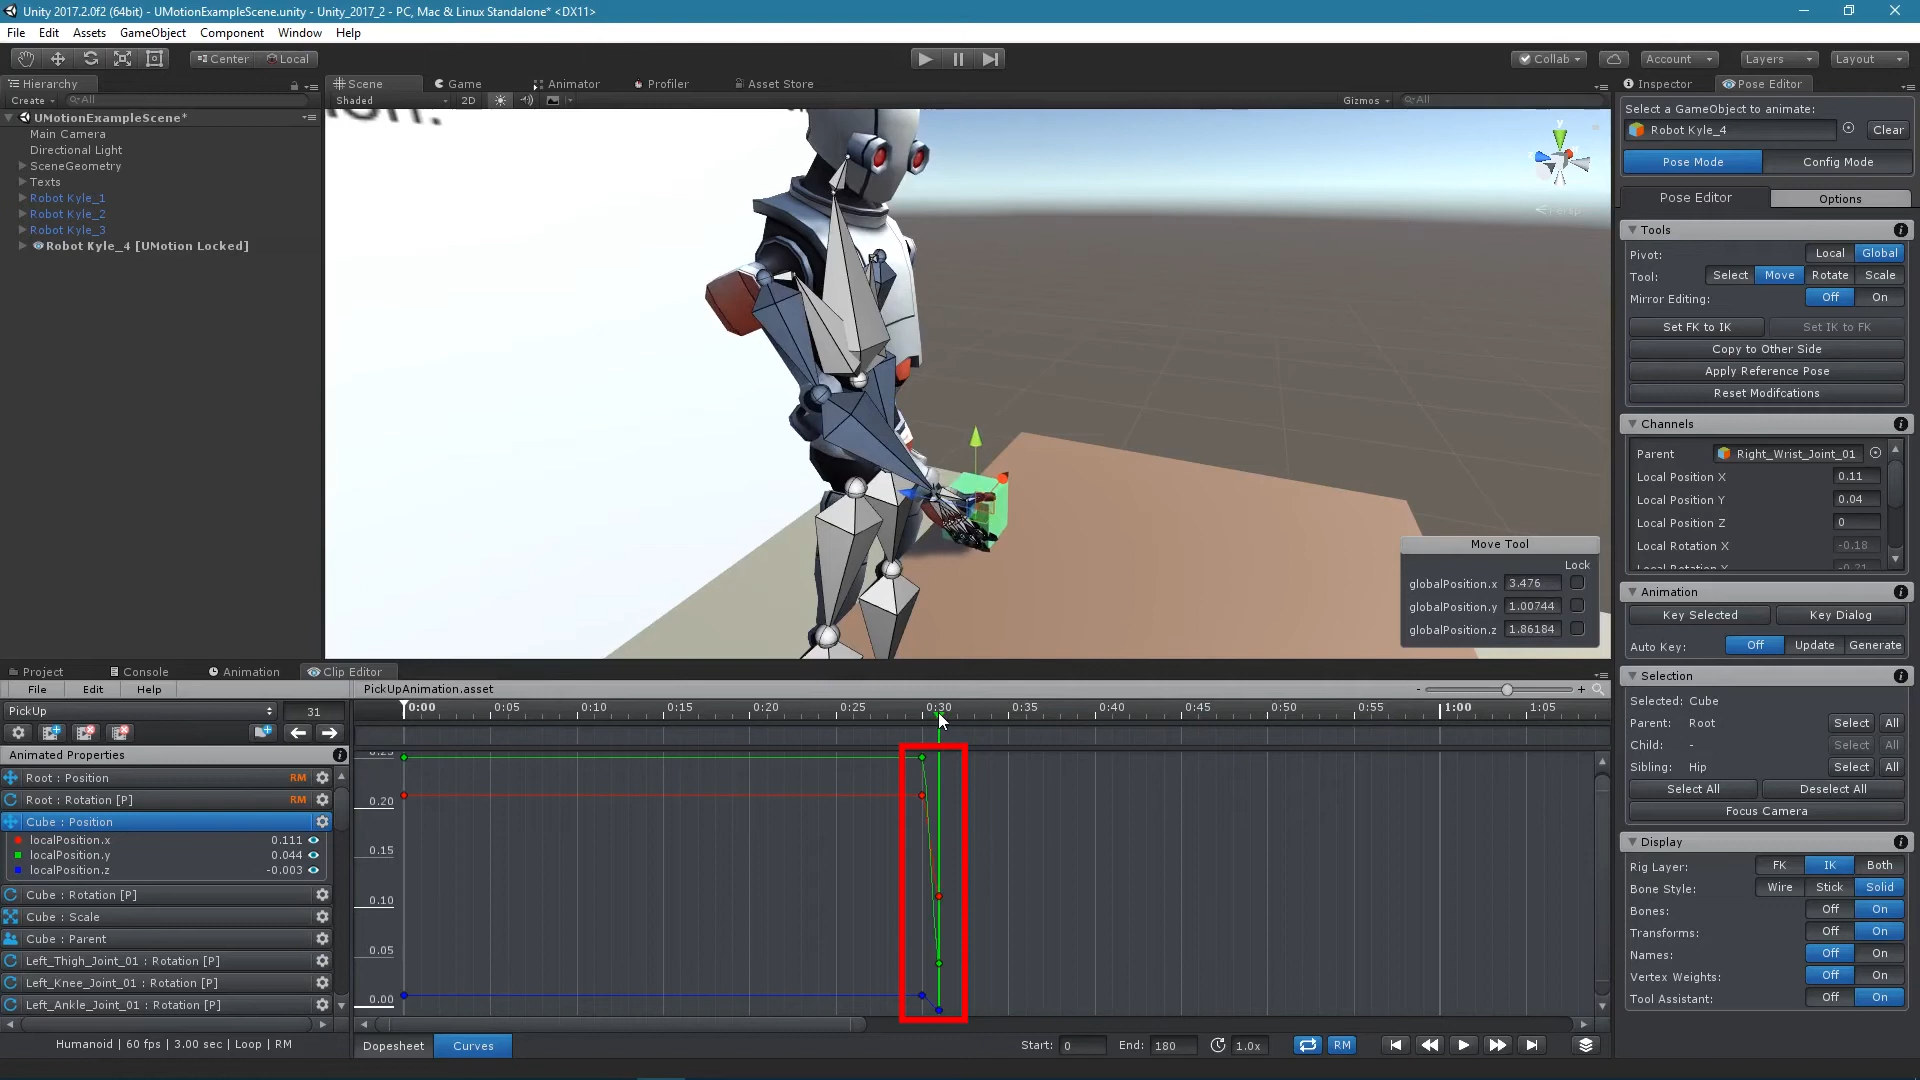 Unity 2017.2.0f2 (64bit) - UMotionExampleScene.unity - Unity_2017_2 - PC, Mac & Linux Standalone* <DX11>
File Edit Assets GameObject Component Window Help
Center Local Collab Account Layers Layout
Hierarchy Scene Game Animator Profiler Asset Store Inspector Pose Editor
Create All Shaded 2D Gizmos All
Select a GameObject to animate:
Robot Kyle_4 Clear
Pose Mode Config Mode
Pose Editor Options
UMotionExampleScene*
Main Camera
Directional Light
SceneGeometry
Texts
Robot Kyle_1
Robot Kyle_2
Robot Kyle_3
Robot Kyle_4 [UMotion Locked]
y
Persp
Tools
Pivot: Local Global
Tool: Select Move Rotate Scale
Mirror Editing: Off On
Set FK to IK Set IK to FK
Copy to Other Side
Apply Reference Pose
Reset Modifcations
Channels
Parent Right_Wrist_Joint_01
Local Position X 0.11
Local Position Y 0.04
Local Position Z 0
Local Rotation X -0.18
Move Tool
Lock
globalPosition.x 3.476
globalPosition.y 1.00744
globalPosition.z 1.86184
Animation
Key Selected Key Dialog
Auto Key: Off Update Generate
Selection
Selected: Cube
Parent: Root Select All
Child: - Select All
Sibling: Hip Select All
Select All Deselect All
Focus Camera
Display
Rig Layer: FK IK Both
Bone Style: Wire Stick Solid
Bones: Off On
Transforms: Off On
Names: Off On
Vertex Weights: Off On
Tool Assistant: Off On
Project Console Animation Clip Editor
File Edit Help PickUpAnimation.asset - +
PickUp 31
0:00 0:05 0:10 0:15 0:20 0:25 0:30 0:35 0:40 0:45 0:50 0:55 1:00 1:05
Animated Properties
Root : Position RM
Root : Rotation [P] RM
Cube : Position
localPosition.x 0.111
localPosition.y 0.044
localPosition.z -0.003
Cube : Rotation [P]
Cube : Scale
Cube : Parent
Left_Thigh_Joint_01 : Rotation [P]
Left_Knee_Joint_01 : Rotation [P]
Left_Ankle_Joint_01 : Rotation [P]
0.25
0.20
0.15
0.10
0.05
0.00
Humanoid | 60 fps | 3.00 sec | Loop | RM
Dopesheet Curves Start: 0 End: 180 1.0x RM